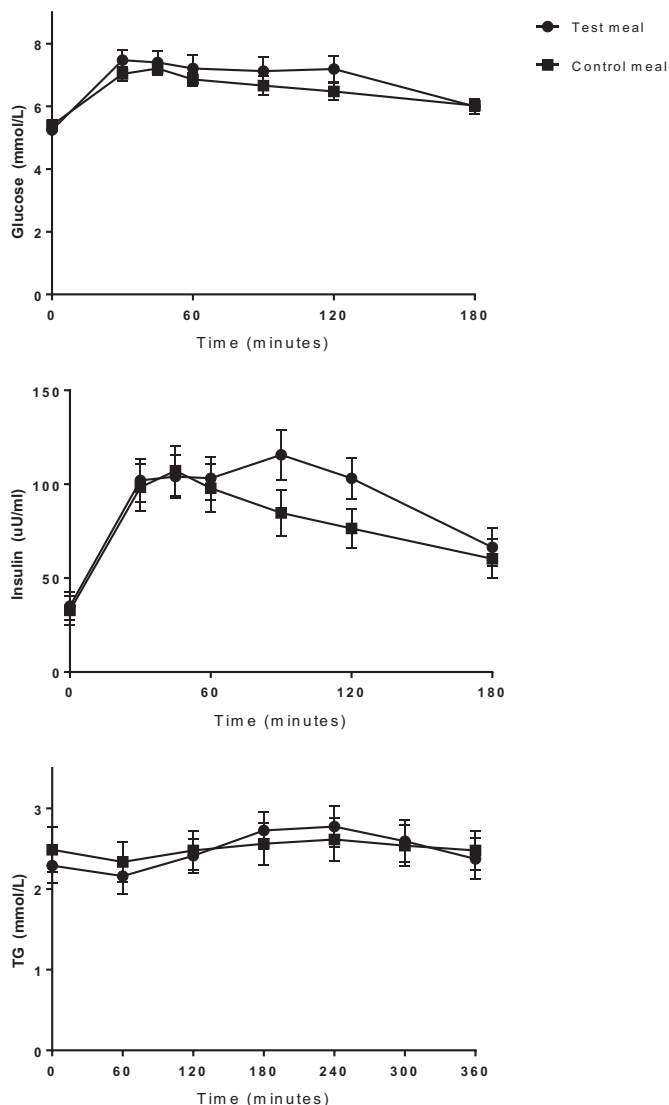 Test meal
Control meal
8
6
4
2
0
Glucose (mmol/L)
0 60 120 180
Time (minutes)
150
100
50
0
Insulin (uU/ml)
0 60 120 180
Time (minutes)
3
2
1
0
TG (mmol/L)
0 60 120 180 240 300 360
Time (minutes)